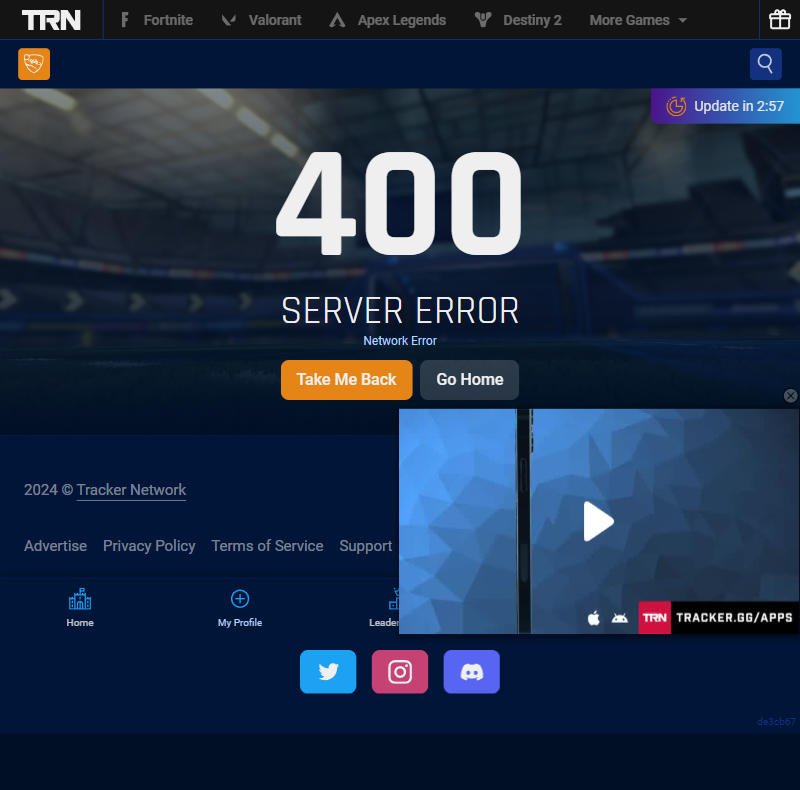 TRN
Fortnite
Valorant
Apex Legends
Destiny 2
More Games
Update in 2:57
400
SERVER ERROR
Network Error
Take Me Back
Go Home
2024 © Tracker Network
Advertise
Privacy Policy
Terms of Service
Support
TRN
TRACKER.GG/APPS
Home
My Profile
Leader
de3cb67